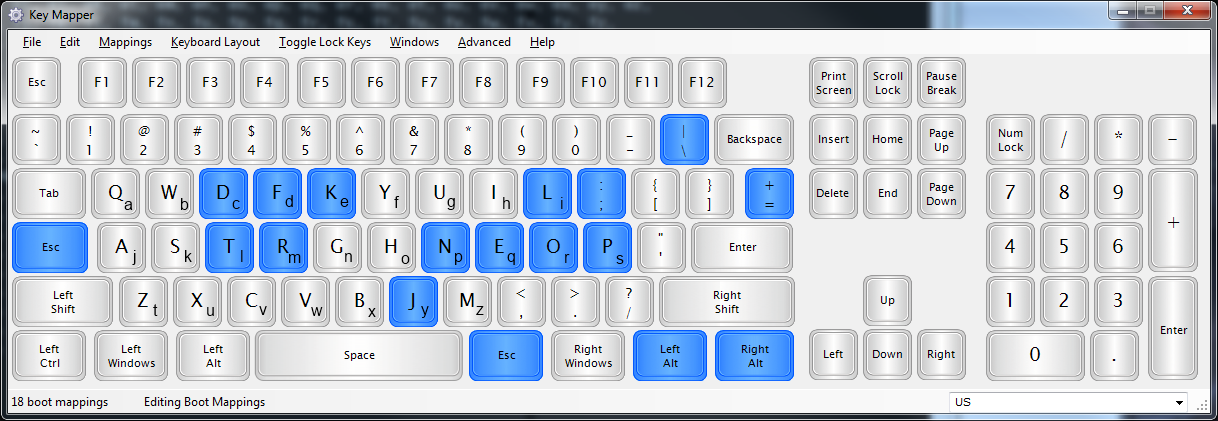 Key Mapper
File Edit Mappings Keyboard Layout Toggle Lock Keys Windows Advanced Help
Esc F1 F2 F3 F4 F5 F6 F7 F8 F9 F10 F11 F12 Print Screen Scroll Lock Pause Break
~ ` ! 1 @ 2 # 3 $ 4 % 5 ^ 6 & 7 * 8 ( 9 ) 0 _ - | \ Backspace Insert Home Page Up Num Lock / * -
Tab Q a W b D c F d K e Y f U g I h L i : ; { [ } ] + = Delete End Page Down 7 8 9 +
Esc A j S k T l R m G n H o N p E q O r P s " ' Enter 4 5 6
Left Shift Z t X u C v V w B x J y M z < , > . ? / Right Shift Up 1 2 3 Enter
Left Ctrl Left Windows Left Alt Space Esc Right Windows Left Alt Right Alt Left Down Right 0 .
18 boot mappings Editing Boot Mappings US